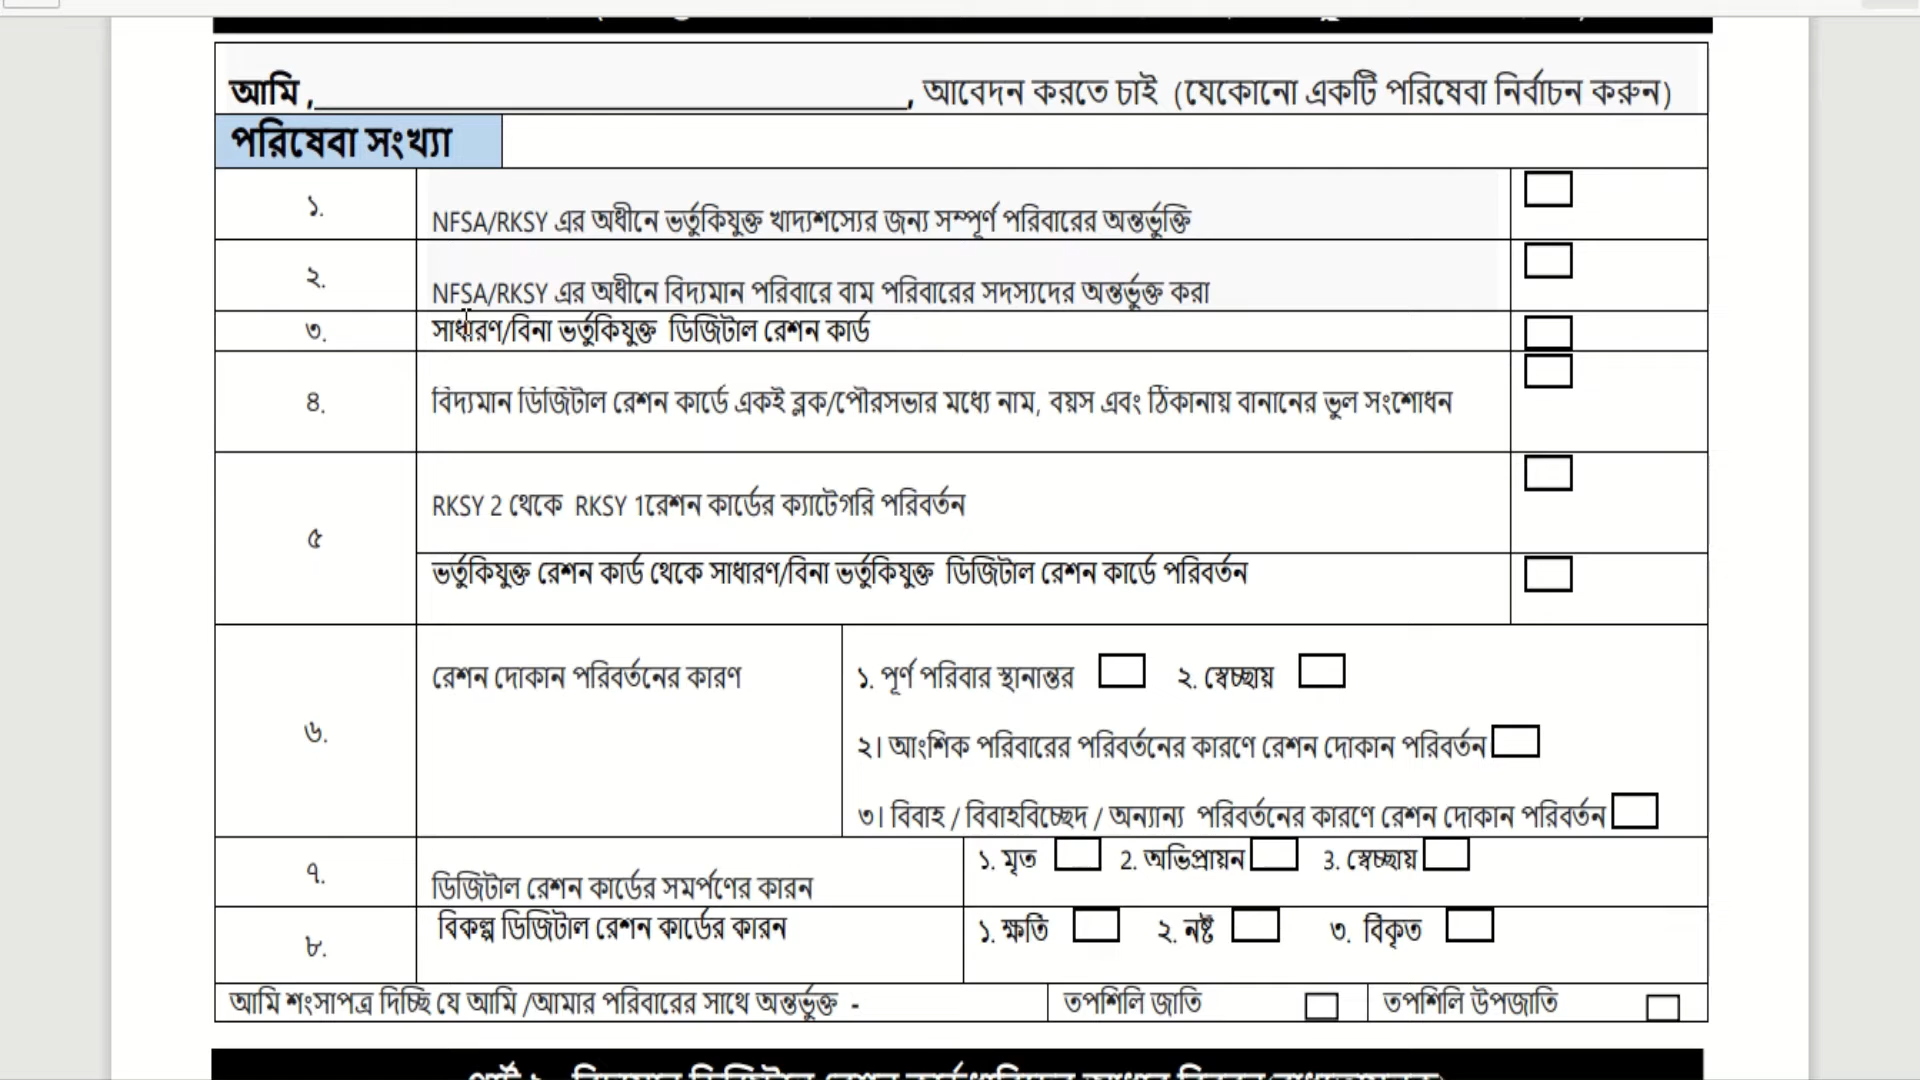 আমি ,, আবেদন করতে চাই (যেকোনো একটি পরিষেবা নির্বাচন করুন)
পরিষেবা সংখ্যা
১. NFSA/RKSY এর অধীনে ভর্তুকিযুক্ত খাদ্যশস্যের জন্য সম্পূর্ণ পরিবারের অন্তর্ভুক্তি
২. NFSA/RKSY এর অধীনে বিদ্যমান পরিবারে বাম পরিবারের সদস্যদের অন্তর্ভুক্ত করা
৩. সাধারণ/বিনা ভর্তুকিযুক্ত ডিজিটাল রেশন কার্ড
৪. বিদ্যমান ডিজিটাল রেশন কার্ডে একই ব্লক/পৌরসভার মধ্যে নাম, বয়স এবং ঠিকানায় বানানের ভুল সংশোধন
৫ RKSY 2 থেকে RKSY 1রেশন কার্ডের ক্যাটেগরি পরিবর্তন
ভর্তুকিযুক্ত রেশন কার্ড থেকে সাধারণ/বিনা ভর্তুকিযুক্ত ডিজিটাল রেশন কার্ডে পরিবর্তন
৬. রেশন দোকান পরিবর্তনের কারণ ১. পূর্ণ পরিবার স্থানান্তর ২. স্বেচ্ছায়
২। আংশিক পরিবারের পরিবর্তনের কারণে রেশন দোকান পরিবর্তন
৩। বিবাহ / বিবাহবিচ্ছেদ / অন্যান্য পরিবর্তনের কারণে রেশন দোকান পরিবর্তন
৭. ডিজিটাল রেশন কার্ডের সমর্পণের কারন ১. মৃত 2. অভিপ্রায়ন 3. স্বেচ্ছায়
৮. বিকল্প ডিজিটাল রেশন কার্ডের কারন ১. ক্ষতি ২. নষ্ট ৩. বিকৃত
আমি শংসাপত্র দিচ্ছি যে আমি /আমার পরিবারের সাথে অন্তর্ভুক্ত - তপশিলি জাতি তপশিলি উপজাতি